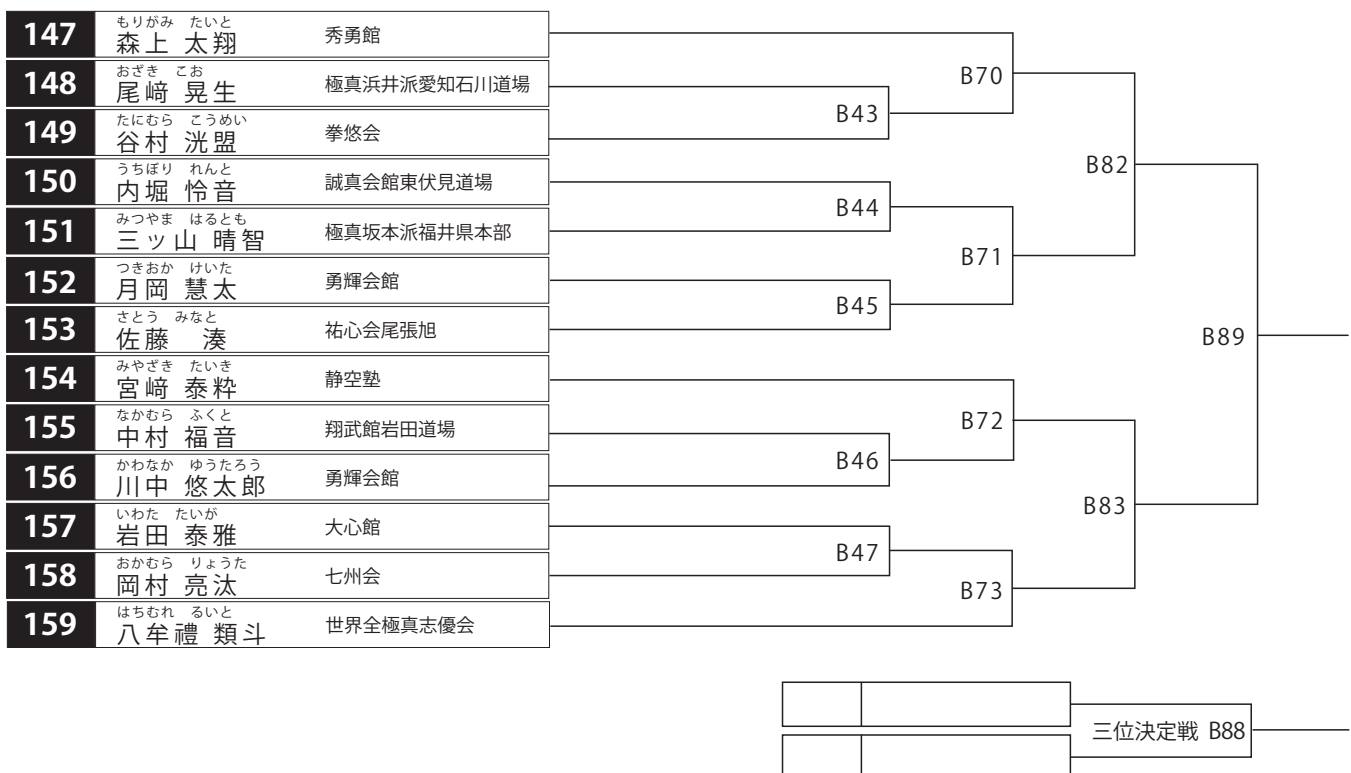 もりがみ たいと
147 森上 太翔 秀勇館
おざき こお
148 尾﨑 晃生 極真浜井派愛知石川道場
たにむら こうめい
149 谷村 洸盟 拳悠会
うちぼり れんと
150 内堀 怜音 誠真会館東伏見道場
みつやま はるとも
151 三ッ山 晴智 極真坂本派福井県本部
つきおか けいた
152 月岡 慧太 勇輝会館
さとう みなと
153 佐藤 湊 祐心会尾張旭
みやざき たいき
154 宮﨑 泰粋 静空塾
なかむら ふくと
155 中村 福音 翔武館岩田道場
かわなか ゆうたろう
156 川中 悠太郎 勇輝会館
いわた たいが
157 岩田 泰雅 大心館
おかむら りょうた
158 岡村 亮汰 七州会
はちむれ るいと
159 八牟禮 類斗 世界全極真志優会
B43
B44
B45
B46
B47
B70
B71
B72
B73
B82
B83
B89
三位決定戦 B88